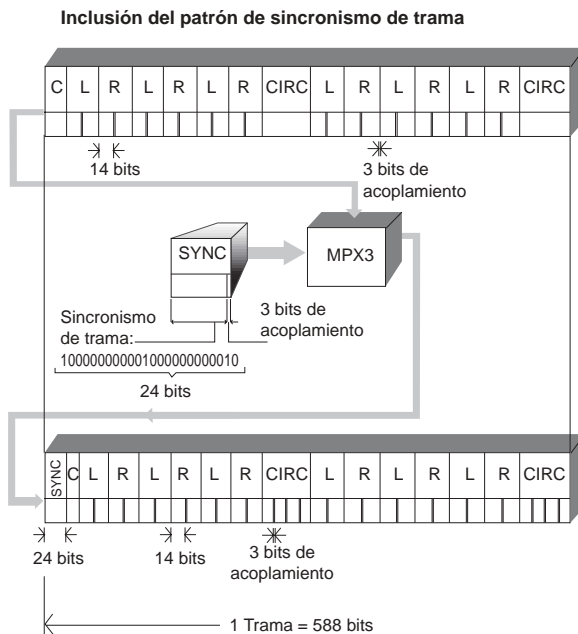 Inclusión del patrón de sincronismo de trama
C L R L R L R CIRC L R L R L R CIRC
14 bits
3 bits de
acoplamiento
SYNC
MPX3
Sincronismo
de trama:
3 bits de
acoplamiento
100000000001000000000010
24 bits
SYNC C L R L R L R CIRC L R L R L R CIRC
24 bits
14 bits
3 bits de
acoplamiento
1 Trama = 588 bits